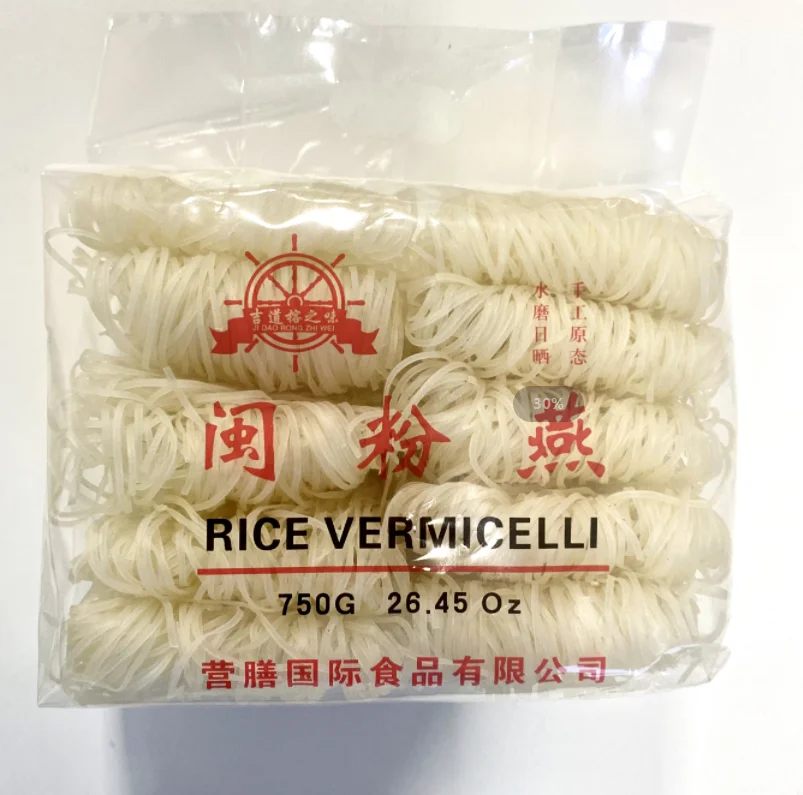 吉道榕之味
JI DAO RONG ZHI WEI
手工原态
水磨日晒
30%
闽粉燕
RICE VERMICELLI
750G 26.45 Oz
营膳国际食品有限公司